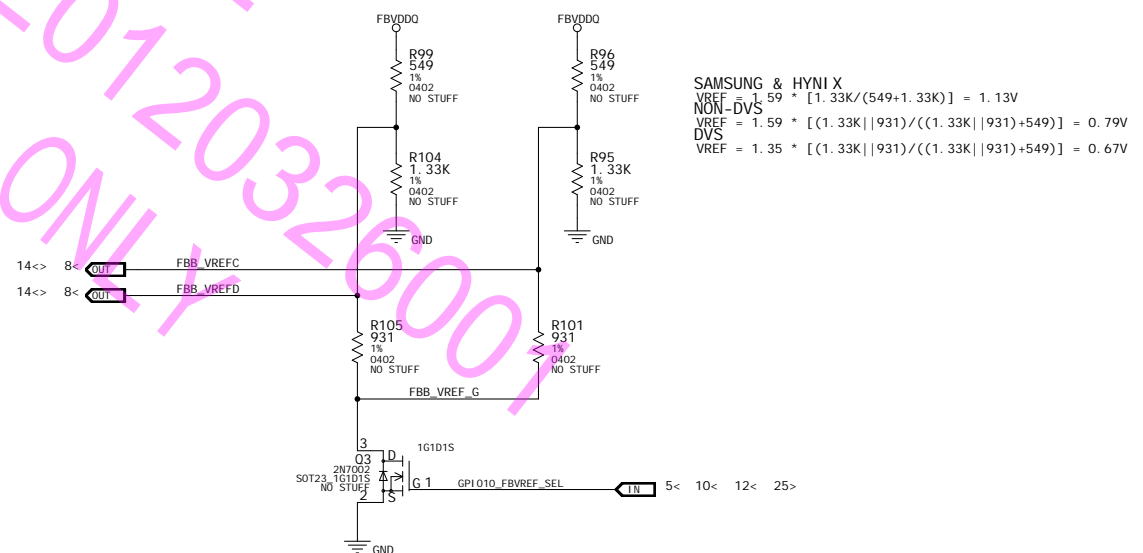 FBVDDQ
FBVDDQ
R99
549
1%
0402
NO STUFF
R96
549
1%
0402
NO STUFF
SAMSUNG & HYNIX
VREF = 1.59 * [1.33K/(549+1.33K)] = 1.13V
NON-DVS
VREF = 1.59 * [(1.33K||931)/((1.33K||931)+549)] = 0.79V
DVS
VREF = 1.35 * [(1.33K||931)/((1.33K||931)+549)] = 0.67V
R104
1.33K
1%
0402
NO STUFF
R95
1.33K
1%
0402
NO STUFF
GND
GND
14<> 8< OUT FBB_VREFC
14<> 8< OUT FBB_VREFD
R105
931
1%
0402
NO STUFF
R101
931
1%
0402
NO STUFF
FBB_VREF_G
3
D
1G1D1S
Q3
2N7002
SOT23_1G1D1S
NO STUFF
G 1
GPIO10_FBVREF_SEL
IN 5< 10< 12< 25>
2
S
GND
20120326001
ONLY